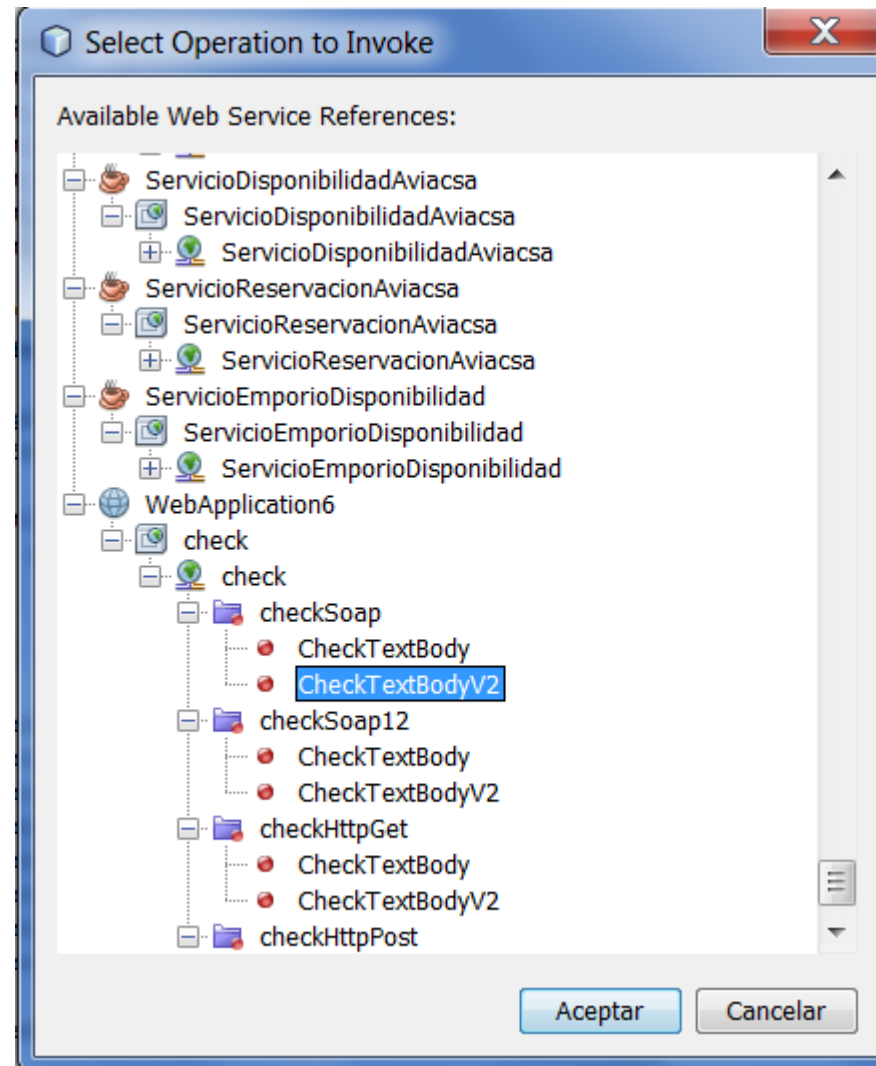 Select Operation to Invoke
Available Web Service References:
ServicioDisponibilidadAviacsa
ServicioDisponibilidadAviacsa
ServicioDisponibilidadAviacsa
ServicioReservacionAviacsa
ServicioReservacionAviacsa
ServicioReservacionAviacsa
ServicioEmporioDisponibilidad
ServicioEmporioDisponibilidad
ServicioEmporioDisponibilidad
WebApplication6
check
check
checkSoap
CheckTextBody
CheckTextBodyV2
checkSoap12
CheckTextBody
CheckTextBodyV2
checkHttpGet
CheckTextBody
CheckTextBodyV2
checkHttpPost
Aceptar Cancelar